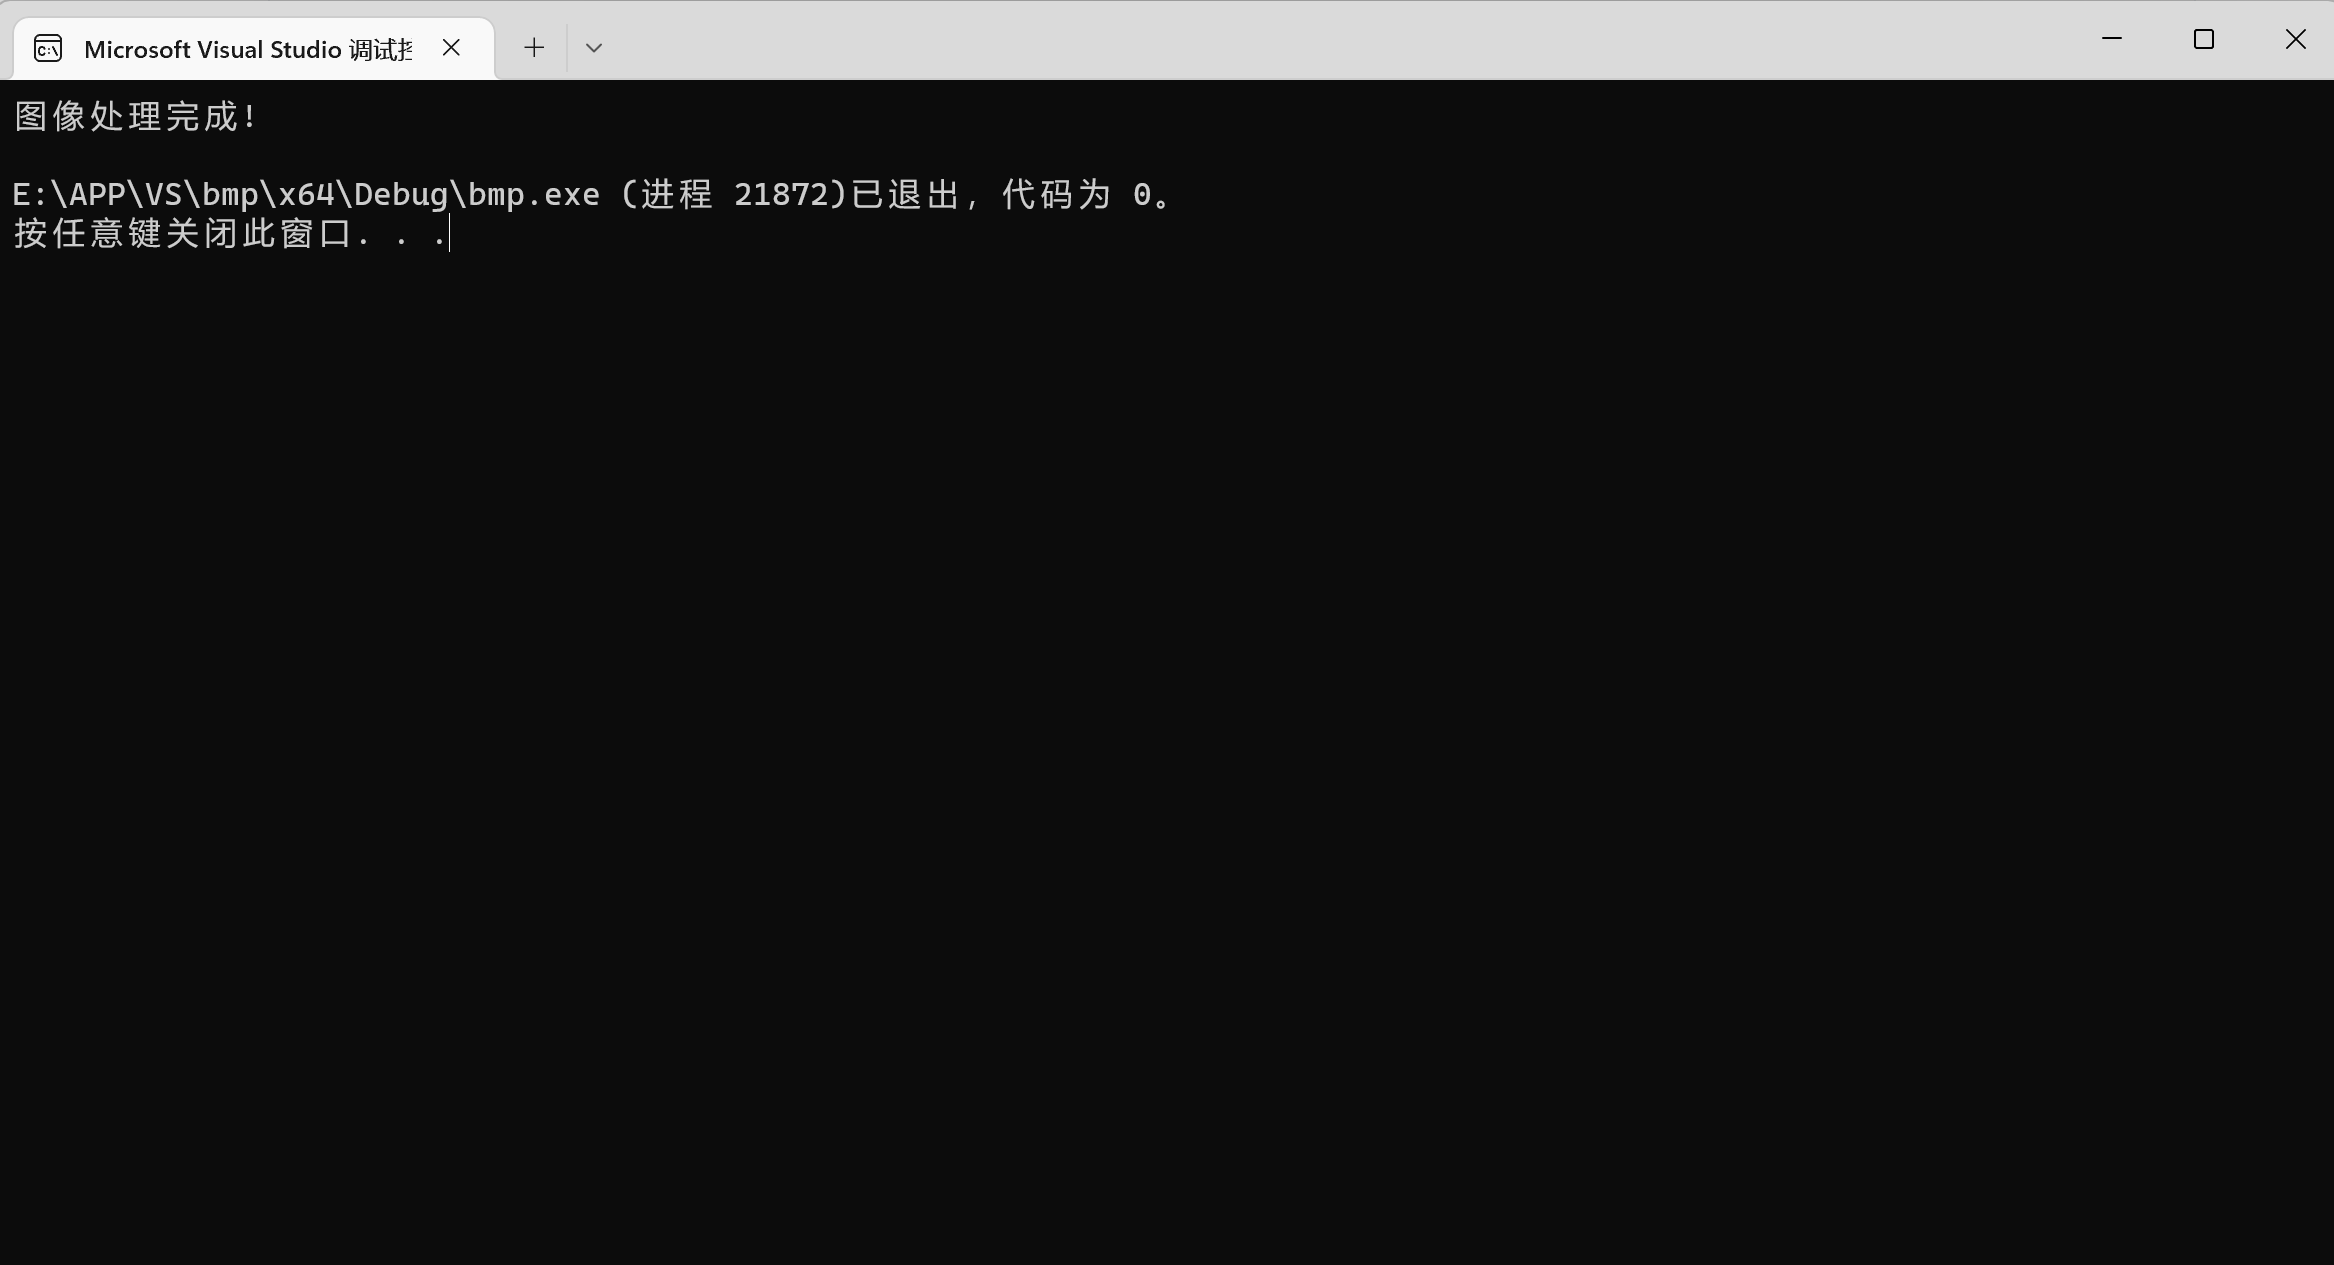 Microsoft Visual Studio 调试
图像处理完成!
E:\APP\VS\bmp\x64\Debug\bmp.exe (进程 21872)已退出，代码为 0。
按任意键关闭此窗口. . .